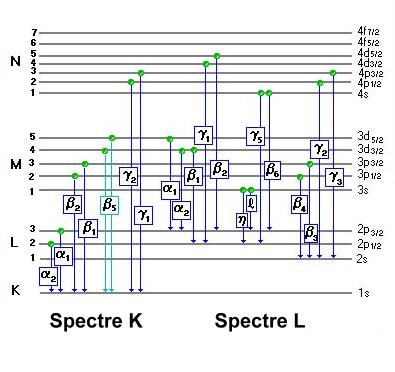 7 4f7/2
6 4f5/2
5 4d5/2
N 4 4d3/2
3 4p3/2
2 4p1/2
1 4s
γ1
γ5
5 3d5/2
4 3d3/2
γ2
M 3 3p3/2
β1 β2 β6
2 3p1/2
γ2 γ3
1 α1 3s
β2 β5 ℓ β4
α2
γ1
η
β1
3 β3 2p3/2
L 2 2p1/2
α1
1 2s
α2
K 1s
Spectre K Spectre L